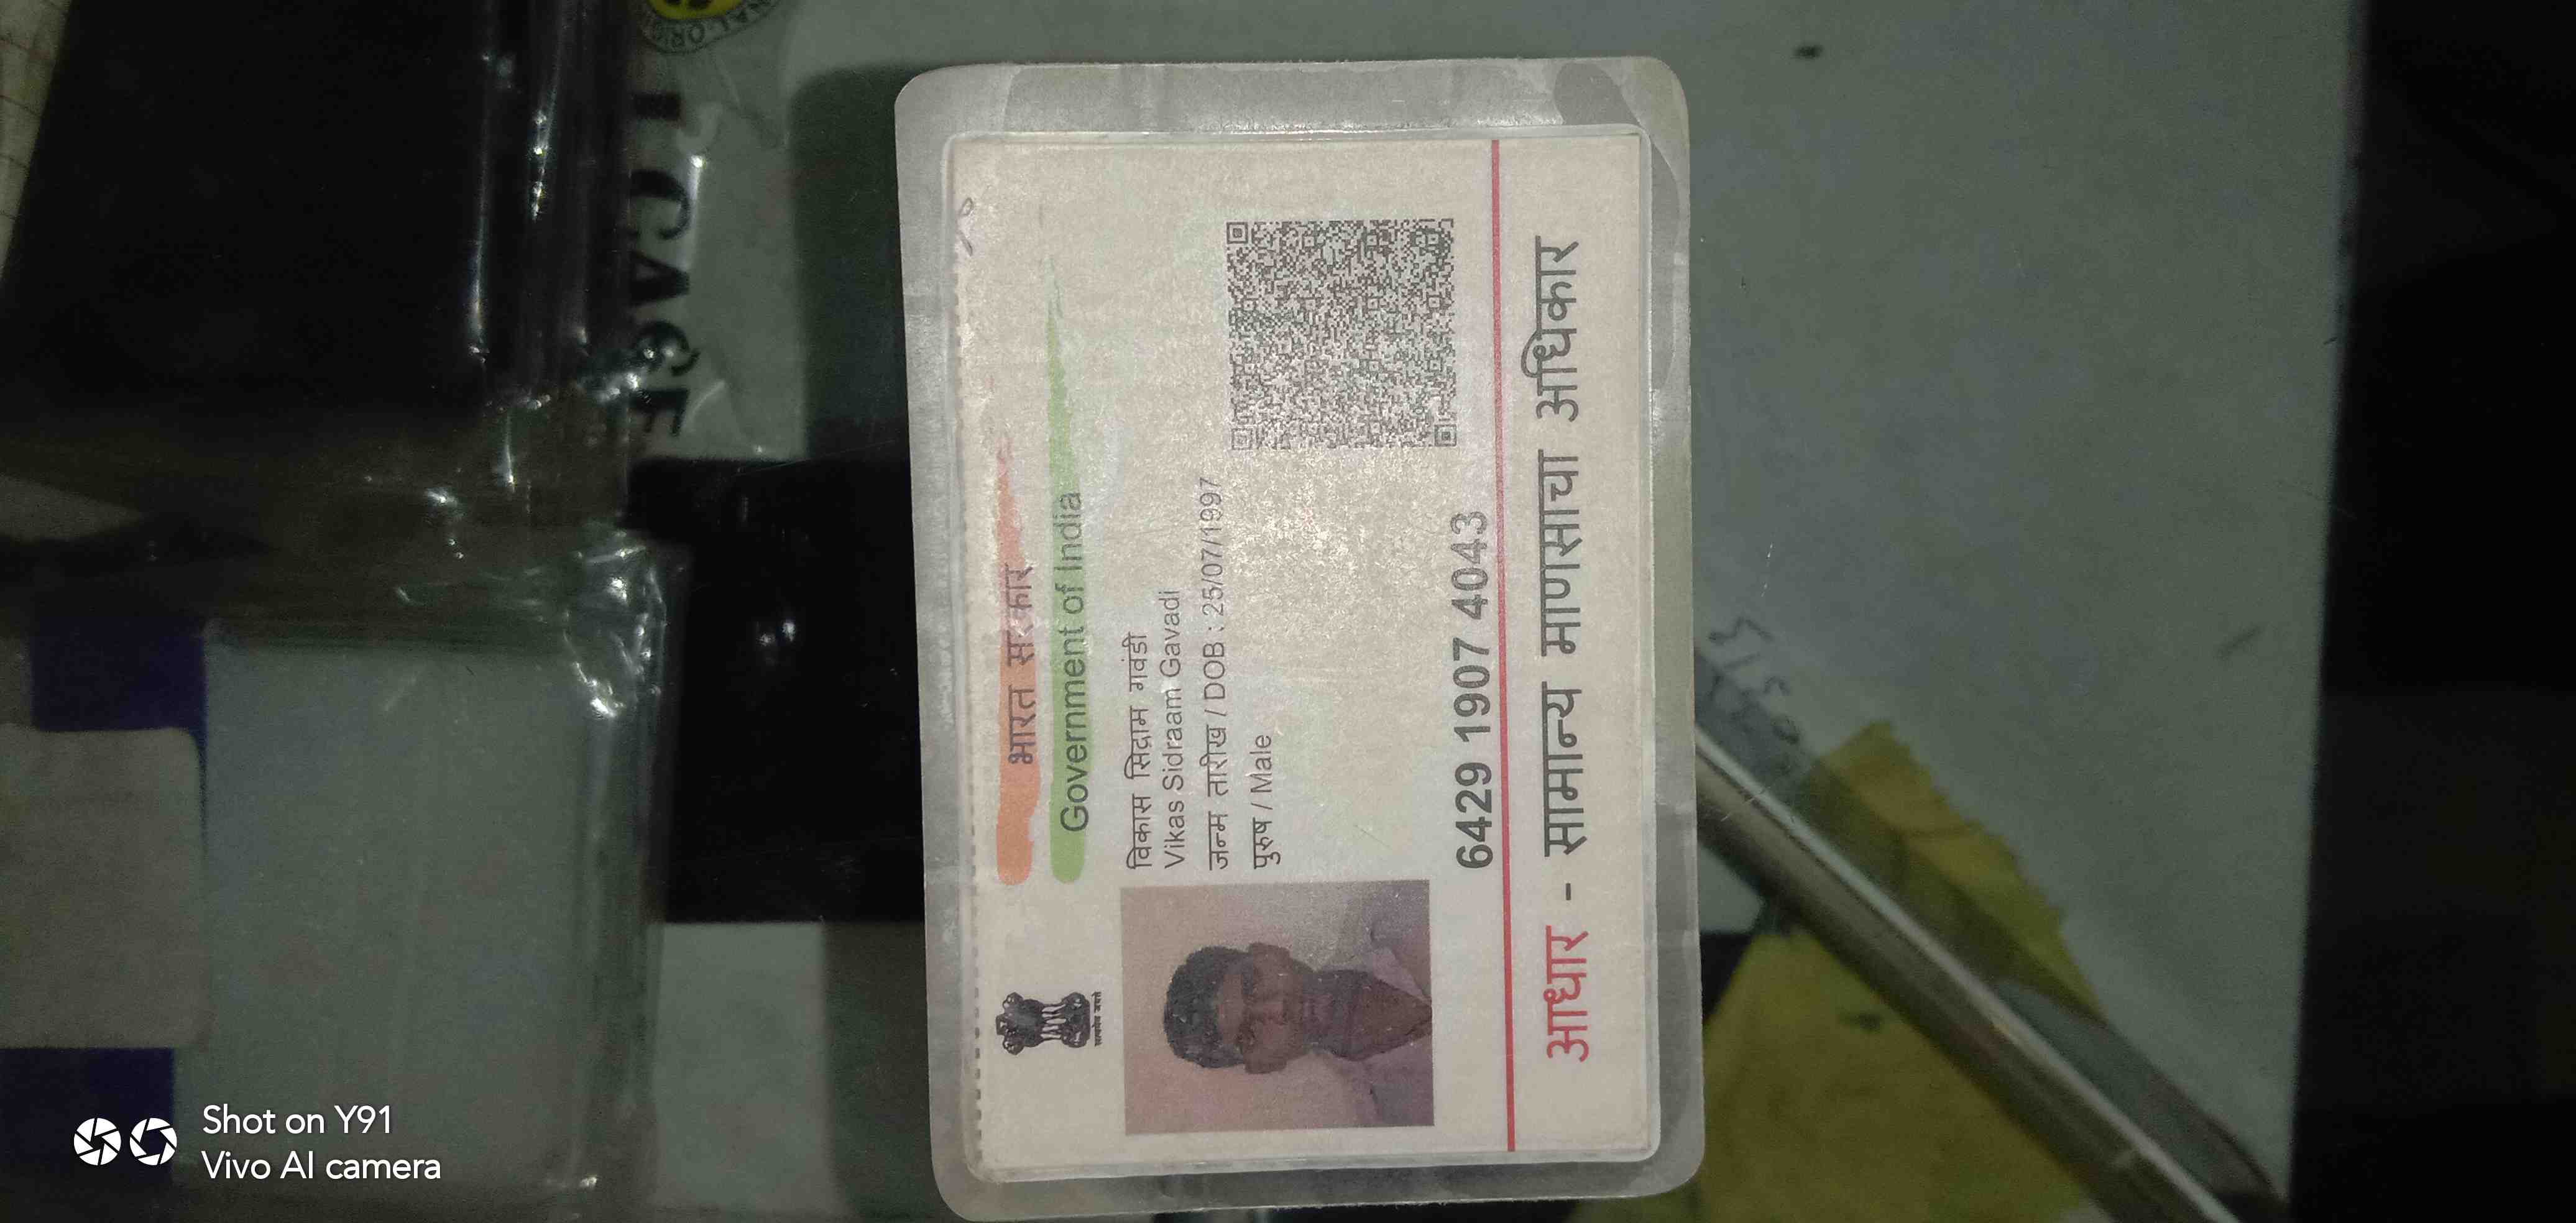 भारत सरकार
Government of India
सत्यमेव जयते
विकास सिद्राम गवंडी
Vikas Sidraam Gavadi
जन्म तारीख / DOB : 25/07/1997
पुरुष / Male
6429 1907 4043
आधार - सामान्य माणसाचा अधिकार
Shot on Y91
Vivo AI camera